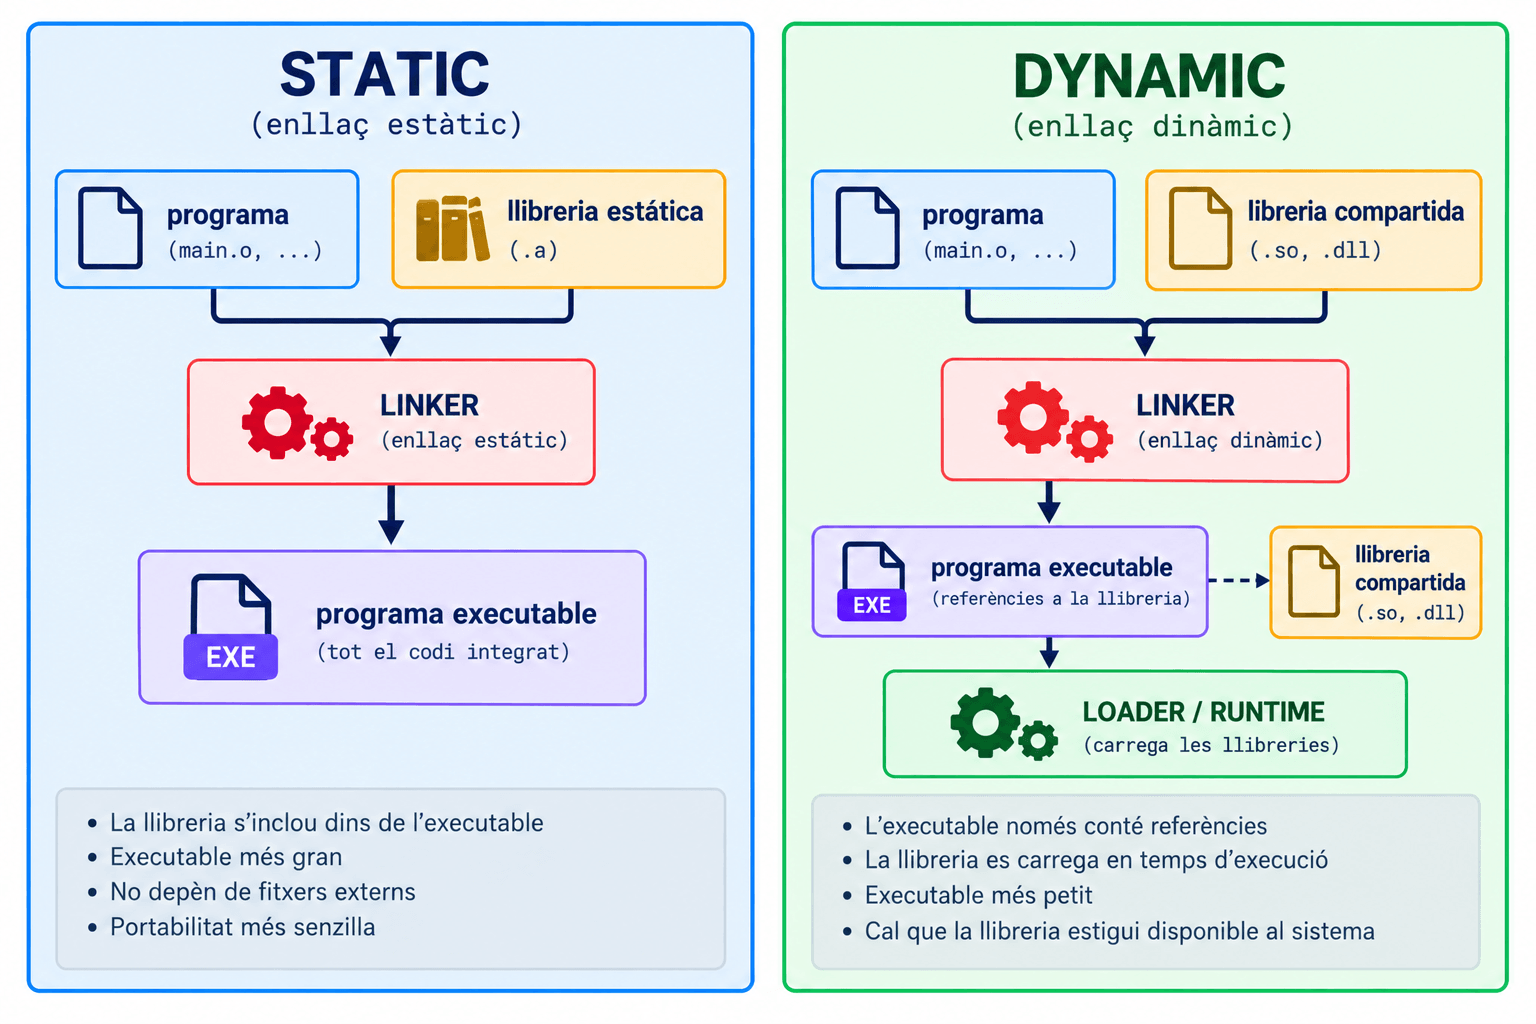 STATIC
(enllaç estàtic)
programa
(main.o, ...)
llibreria estática
(.a)
LINKER
(enllaç estátic)
EXE
programa executable
(tot el codi integrat)
• La llibreria s'inclou dins de l'executable
• Executable més gran
• No depèn de fitxers externs
• Portabilitat més senzilla
DYNAMIC
(enllaç dinàmic)
programa
(main.o, ...)
libreria compartida
(.so, .dll)
LINKER
(enllaç dinàmic)
EXE
programa executable
(referències a la llibreria)
llibreria
compartida
(.so, .dll)
LOADER / RUNTIME
(carrega les llibreries)
• L'executable només conté referències
• La llibreria es carrega en temps d'execució
• Executable més petit
• Cal que la llibreria estigui disponible al sistema